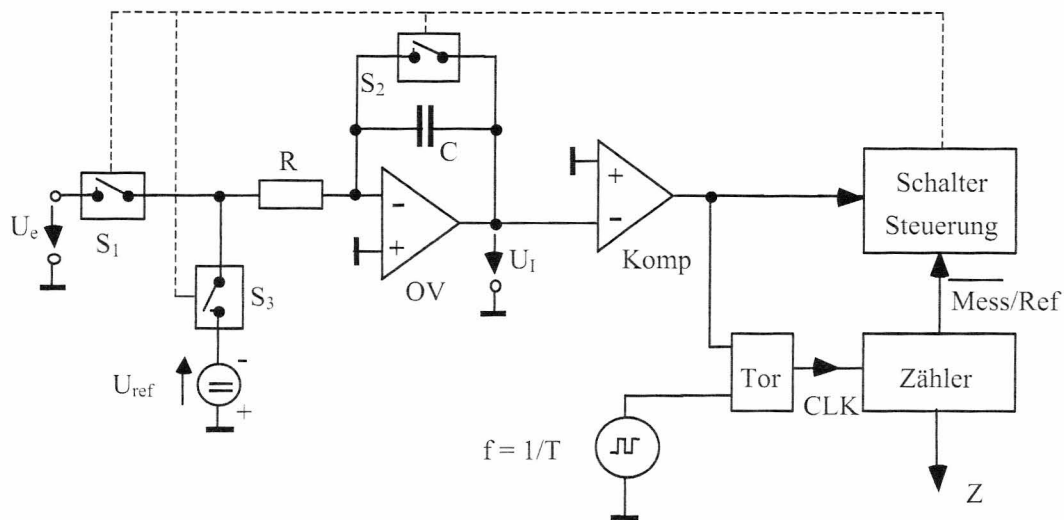 S2
C
R
Ue
S1
-
+
OV
UI
+
-
Komp
Schalter
Steuerung
Mess/Ref
S3
Uref
-
+
Tor
CLK
Zähler
f = 1/T
Z